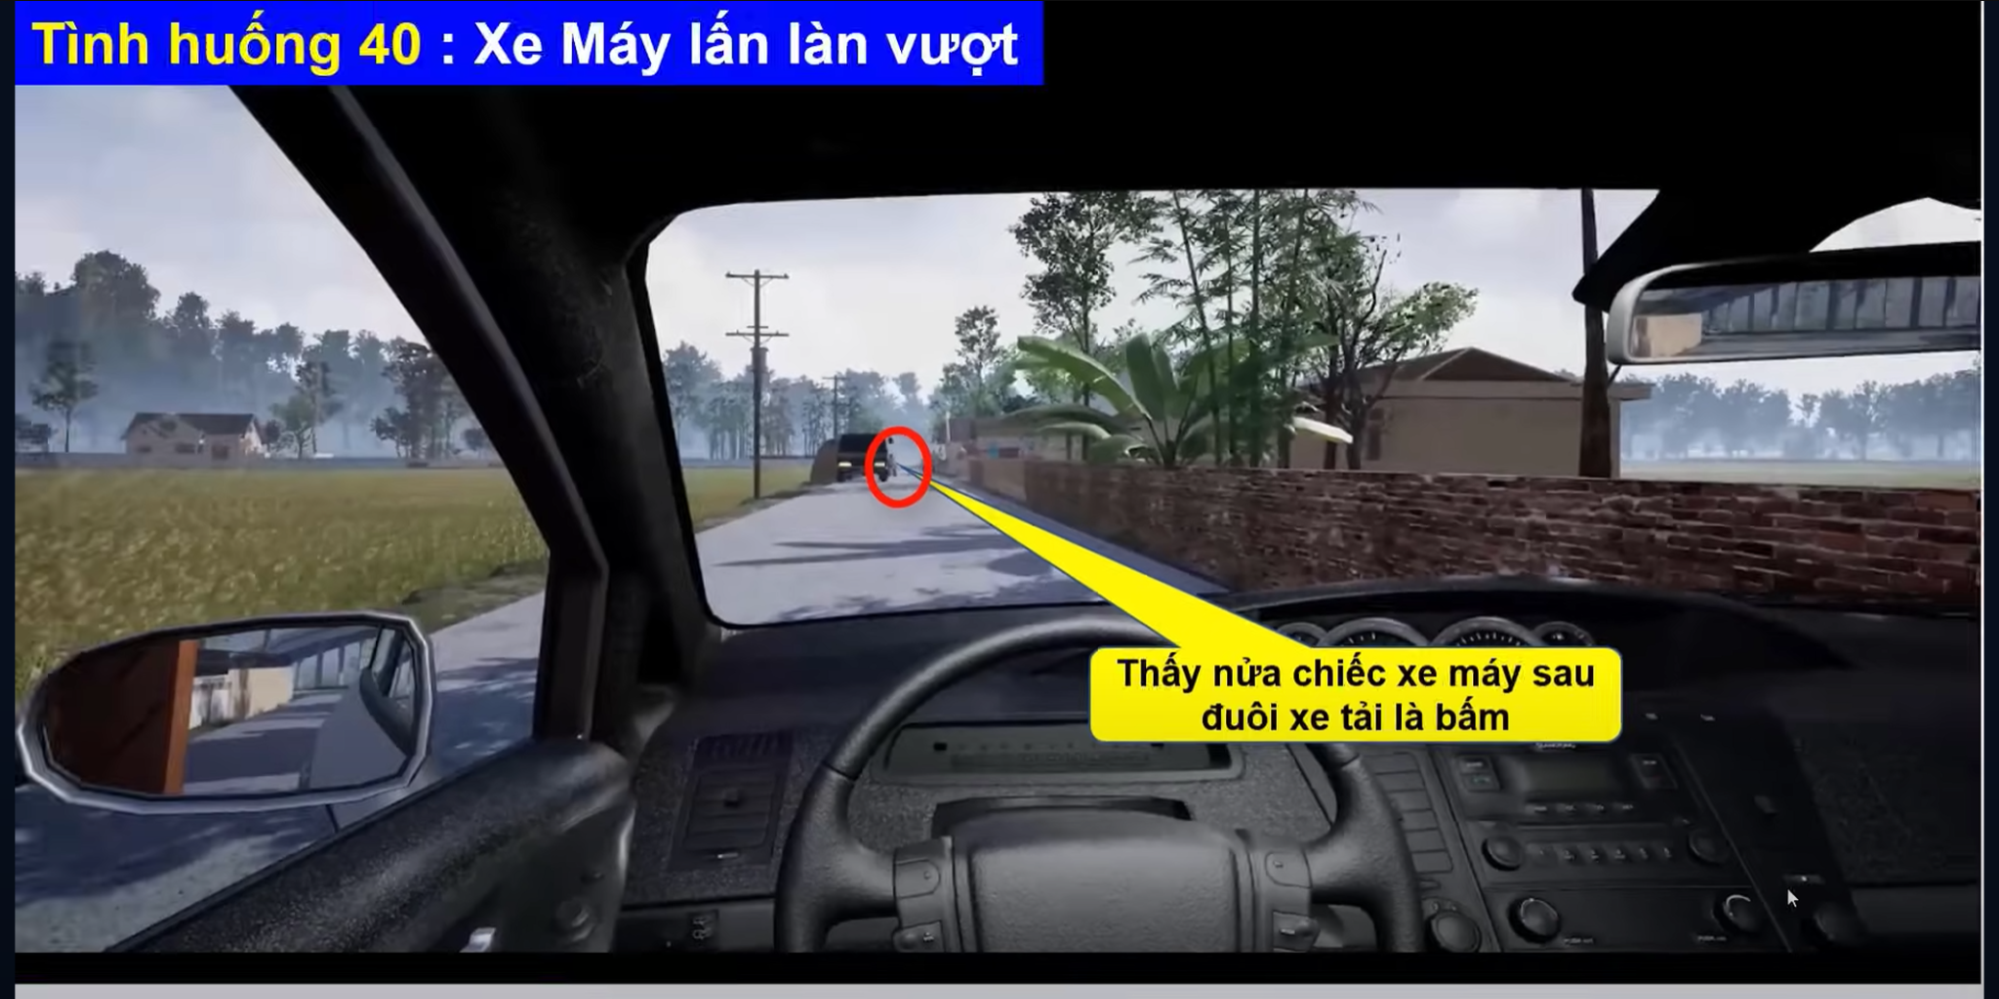 Tình huống 40 : Xe Máy lấn làn vượt
Thấy nửa chiếc xe máy sau
đuôi xe tải là bấm